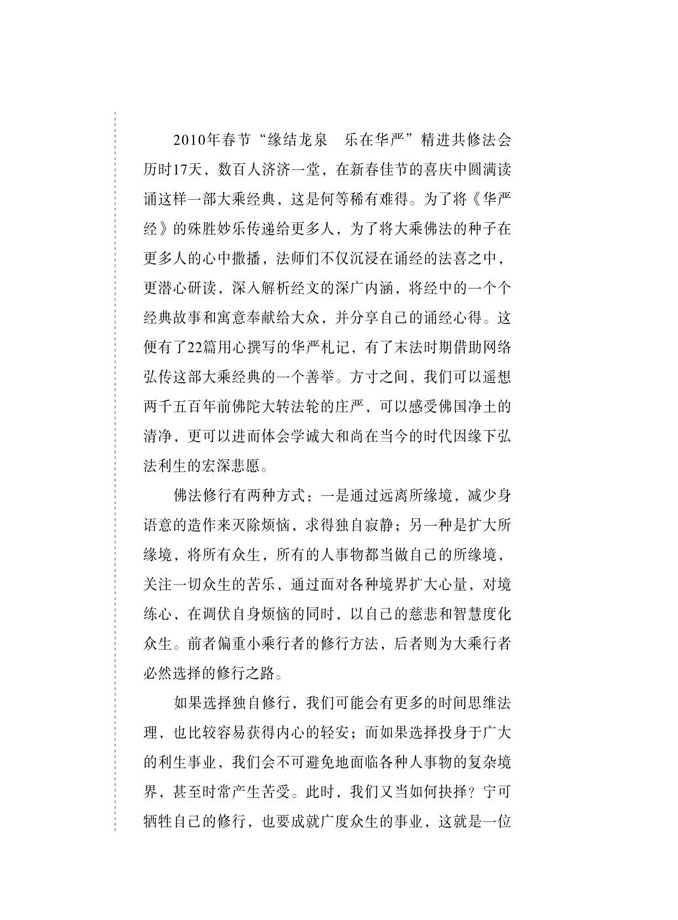 2010年春节“缘结龙泉　乐在华严”精进共修法会
历时17天，数百人济济一堂，在新春佳节的喜庆中圆满读
诵这样一部大乘经典，这是何等稀有难得。为了将《华严
经》的殊胜妙乐传递给更多人，为了将大乘佛法的种子在
更多人的心中撒播，法师们不仅沉浸在诵经的法喜之中，
更潜心研读，深入解析经文的深广内涵，将经中的一个个
经典故事和寓意奉献给大众，并分享自己的诵经心得。这
便有了22篇用心撰写的华严札记，有了末法时期借助网络
弘传这部大乘经典的一个善举。方寸之间，我们可以遥想
两千五百年前佛陀大转法轮的庄严，可以感受佛国净土的
清净，更可以进而体会学诚大和尚在当今的时代因缘下弘
法利生的宏深悲愿。
佛法修行有两种方式：一是通过远离所缘境，减少身
语意的造作来灭除烦恼，求得独自寂静；另一种是扩大所
缘境，将所有众生，所有的人事物都当做自己的所缘境，
关注一切众生的苦乐，通过面对各种境界扩大心量，对境
练心，在调伏自身烦恼的同时，以自己的慈悲和智慧度化
众生。前者偏重小乘行者的修行方法，后者则为大乘行者
必然选择的修行之路。
如果选择独自修行，我们可能会有更多的时间思维法
理，也比较容易获得内心的轻安；而如果选择投身于广大
的利生事业，我们会不可避免地面临各种人事物的复杂境
界，甚至时常产生苦受。此时，我们又当如何抉择？宁可
牺牲自己的修行，也要成就广度众生的事业，这就是一位